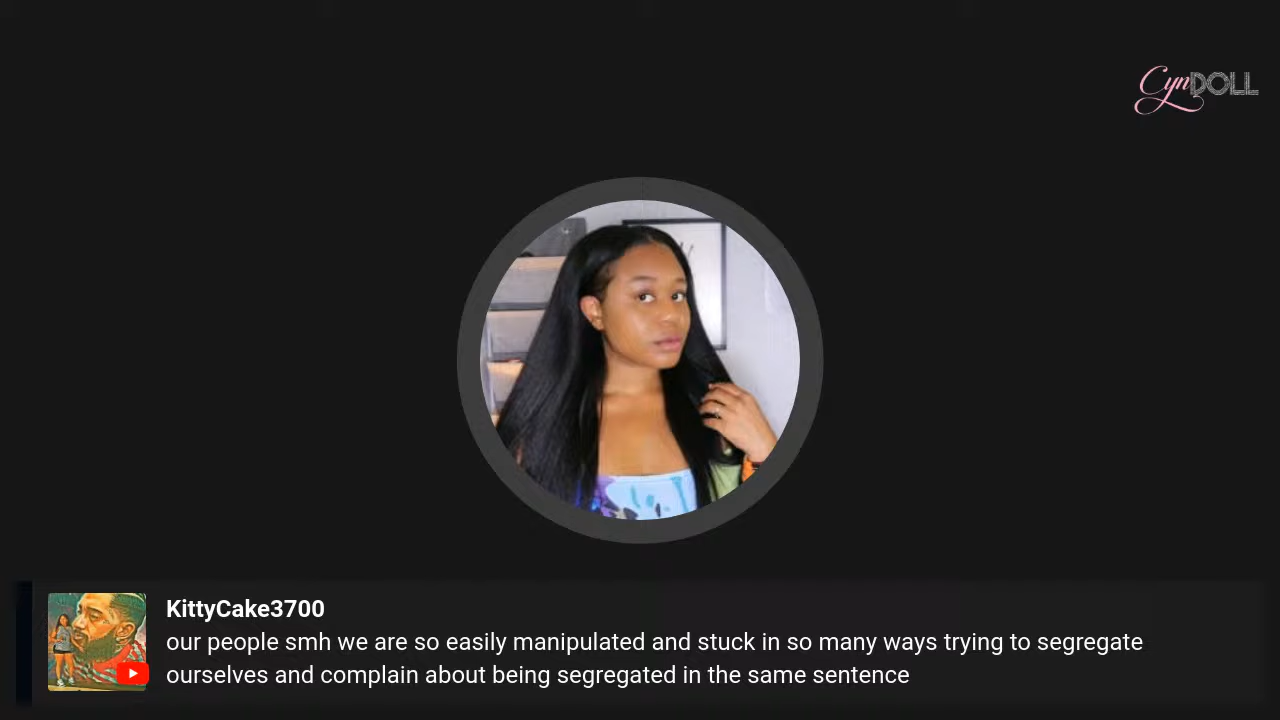 CynDOLL
KittyCake3700
our people smh we are so easily manipulated and stuck in so many ways trying to segregate
ourselves and complain about being segregated in the same sentence